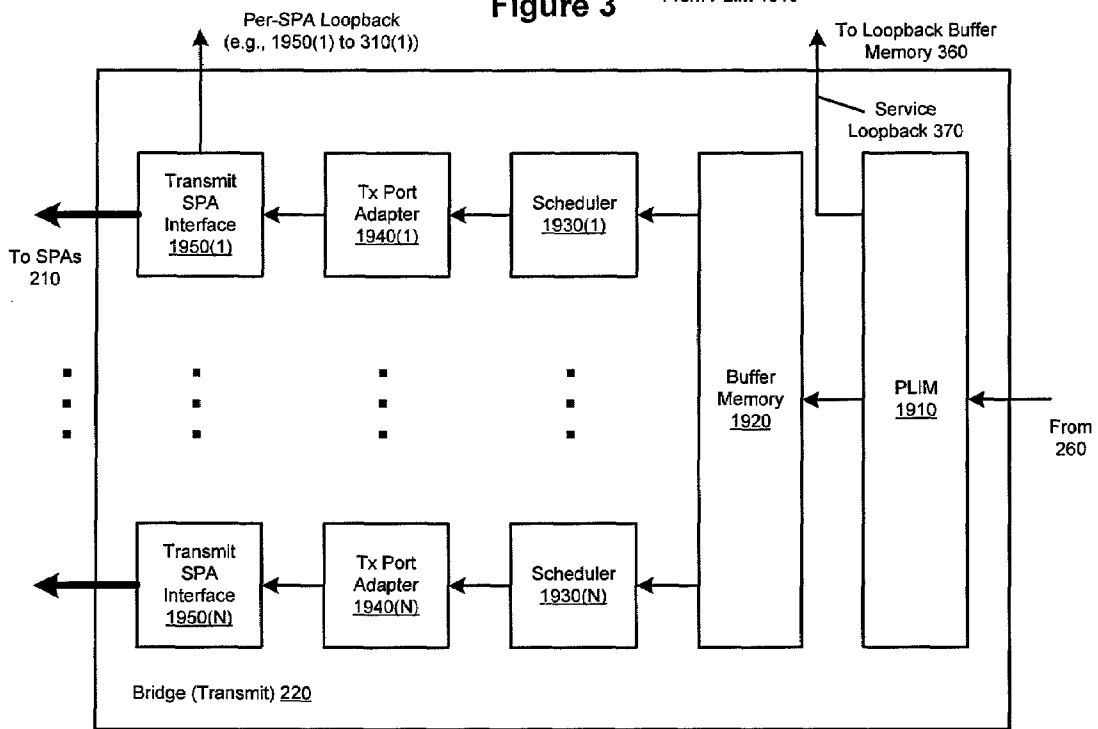 Figure 3
Per-SPA Loopback
(e.g., 1950(1) to 310(1))
To Loopback Buffer
Memory 360
Service
Loopback 370
Transmit
SPA
Interface
1950(1)
Tx Port
Adapter
1940(1)
Scheduler
1930(1)
To SPAs
210
Buffer
Memory
1920
PLIM
1910
From
260
Transmit
SPA
Interface
1950(N)
Tx Port
Adapter
1940(N)
Scheduler
1930(N)
Bridge (Transmit) 220